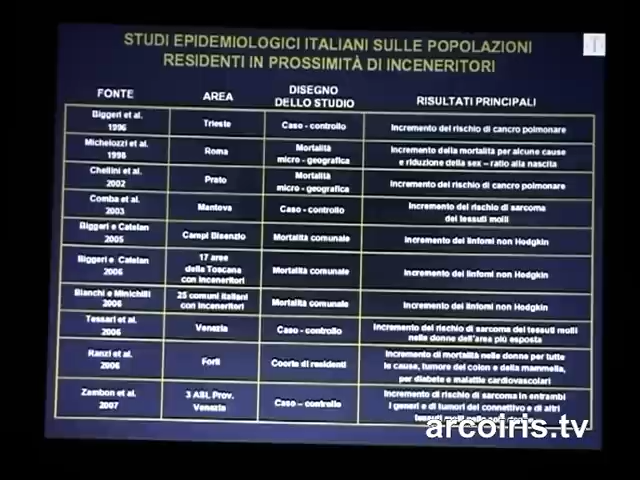 STUDI EPIDEMIOLOGICI ITALIANI SULLE POPOLAZIONI
RESIDENTI IN PROSSIMITÀ DI INCENERITORI
FONTE
AREA
DISEGNO
DELLO STUDIO
RISULTATI PRINCIPALI
Biggeri et al.
1996
Trieste
Caso - controllo
Incremento del rischio di cancro polmonare
Michelozzi et al.
1998
Roma
Mortalità
micro - geografica
Incremento della mortalità per alcune cause
e riduzione della sex - ratio alla nascita
Chellini et al.
2002
Prato
Mortalità
micro - geografica
Incremento del rischio di cancro polmonare
Comba et al.
2003
Mantova
Caso - controllo
Incremento del rischio di sarcoma
dei tessuti molli
Biggeri e Catelan
2005
Campi Bisenzio
Mortalità comunale
Incremento dei linfomi non Hodgkin
Biggeri e Catelan
2006
17 aree
della Toscana
con inceneritori
Mortalità comunale
Incremento dei linfomi non Hodgkin
Bianchi e Minichilli
2006
25 comuni italiani
con inceneritori
Mortalità comunale
Incremento dei linfomi non Hodgkin
Tessari et al.
2006
Venezia
Caso - controllo
Incremento del rischio di sarcoma dei tessuti molli
nelle donne dell'area più esposta
Ranzi et al.
2006
Forlì
Coorte di residenti
Incremento di mortalità nelle donne per tutte
le cause, tumore del colon e della mammella,
per diabete e malattie cardiovascolari
Zambon et al.
2007
3 ASL Prov.
Venezia
Caso - controllo
Incremento di rischio di sarcoma in entrambi
i generi e di tumori del connettivo e di altri
tessuti molli
arcoiris.tv